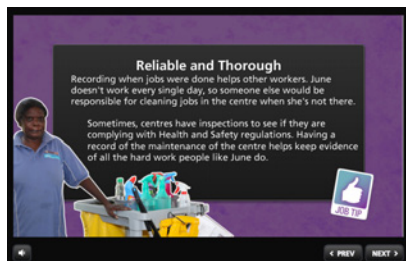 Reliable and Thorough
Recording when jobs were done helps other workers. June
doesn't work every single day, so someone else would be
responsible for cleaning jobs in the centre when she's not there.
Sometimes, centres have inspections to see if they are
complying with Health and Safety regulations. Having a
record of the maintenance of the centre helps keep evidence
of all the hard work people like June do.
JOB TIP
< PREV
NEXT >